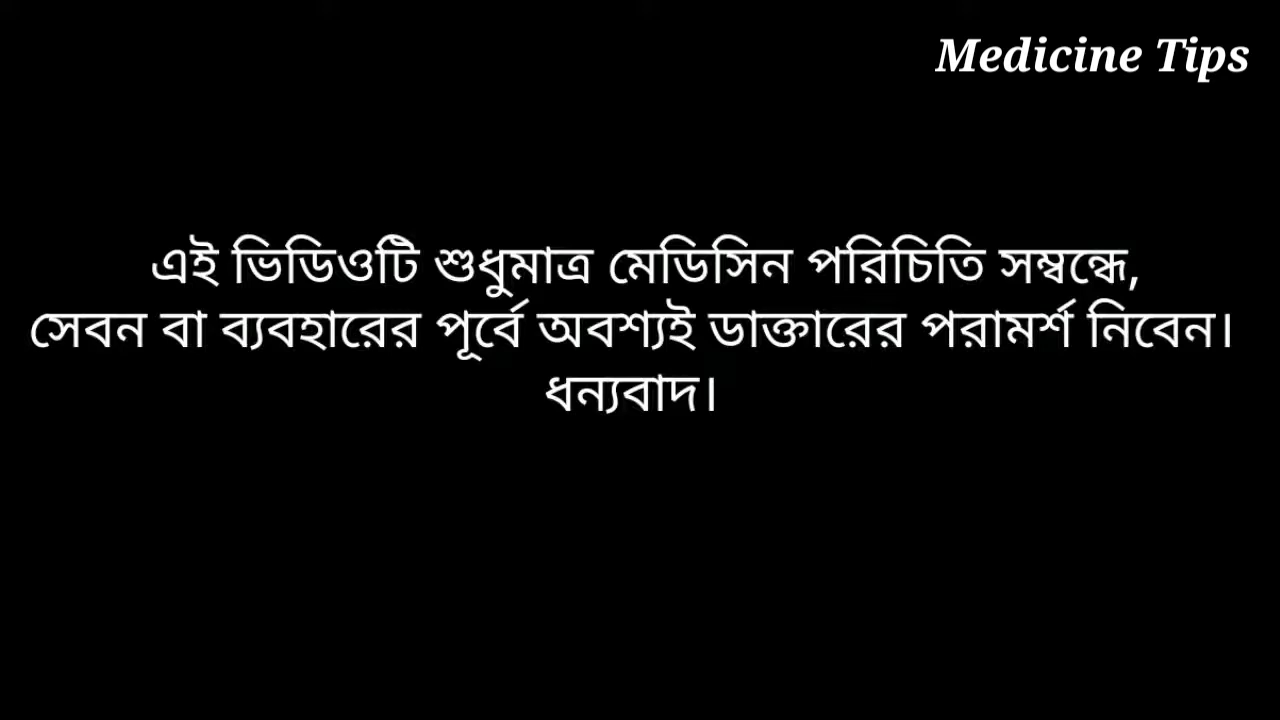 Medicine Tips
এই ভিডিওটি শুধুমাত্র মেডিসিন পরিচিতি সম্বন্ধে,
সেবন বা ব্যবহারের পূর্বে অবশ্যই ডাক্তারের পরামর্শ নিবেন।
ধন্যবাদ।